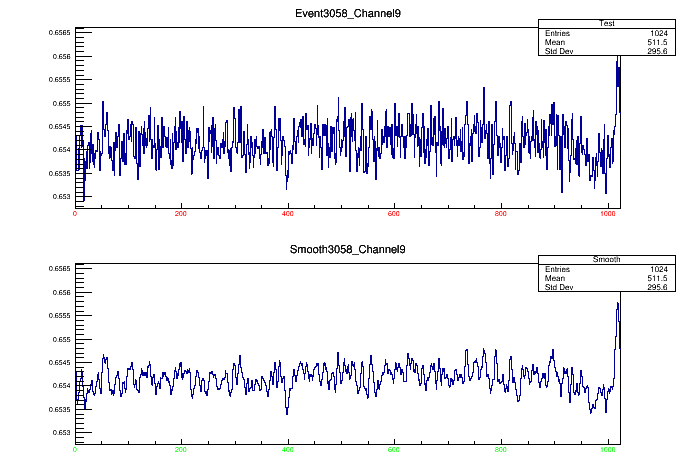 Event3058_Channel9
Test
Entries 1024
Mean 511.5
Std Dev 295.6
0.6565
0.656
0.6555
0.655
0.6545
0.654
0.6535
0.653
0 200 400 600 800 1000
Smooth3058_Channel9
Smooth
Entries 1024
Mean 511.5
Std Dev 295.6
0.6565
0.656
0.6555
0.655
0.6545
0.654
0.6535
0.653
0 200 400 600 800 1000